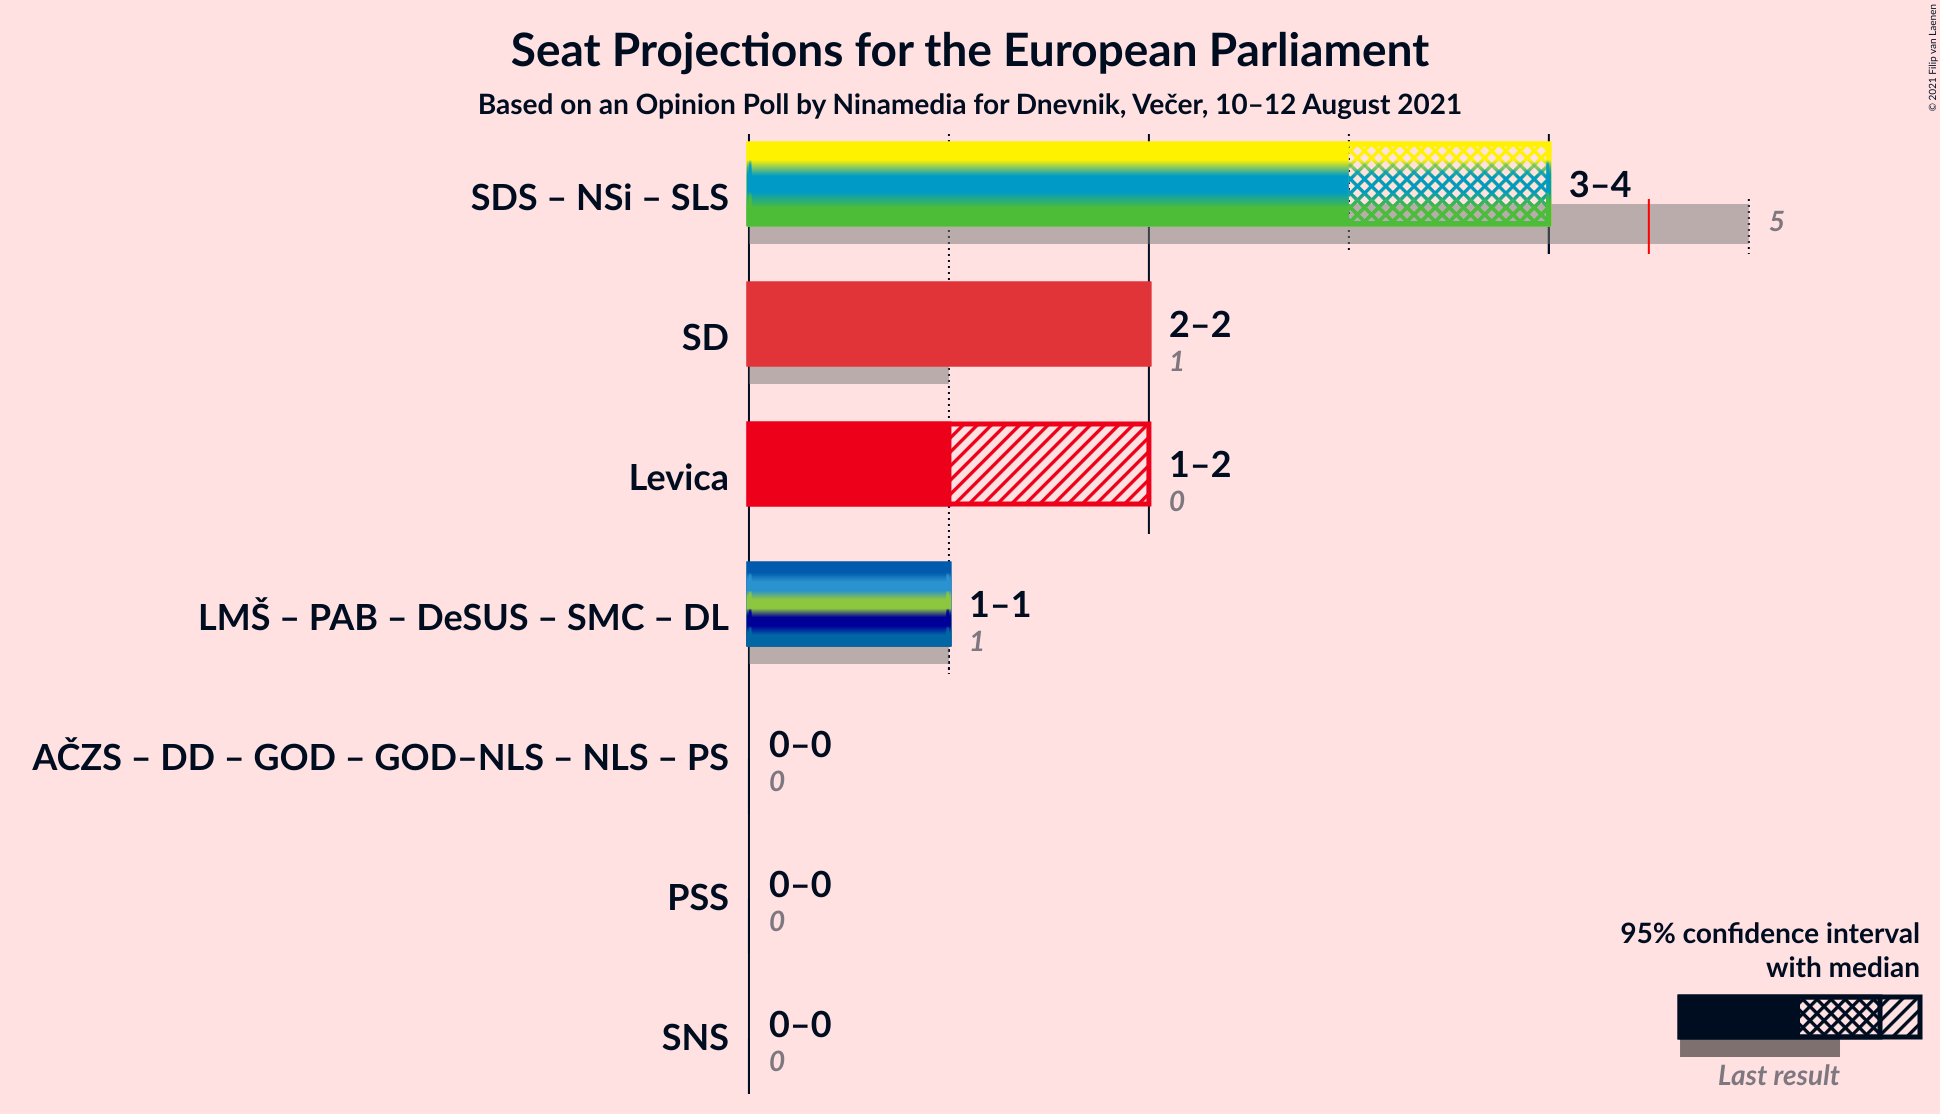 Seat Projections for the European Parliament
Based on an Opinion Poll by Ninamedia for Dnevnik, Večer, 10–12 August 2021
© 2021 Filip van Laenen
SDS – NSi – SLS
3–4
5
SD
2–2
1
Levica
1–2
0
LMŠ – PAB – DeSUS – SMC – DL
1–1
1
AČZS – DD – GOD – GOD–NLS – NLS – PS
0–0
0
PSS
0–0
0
SNS
0–0
0
95% confidence interval
with median
Last result